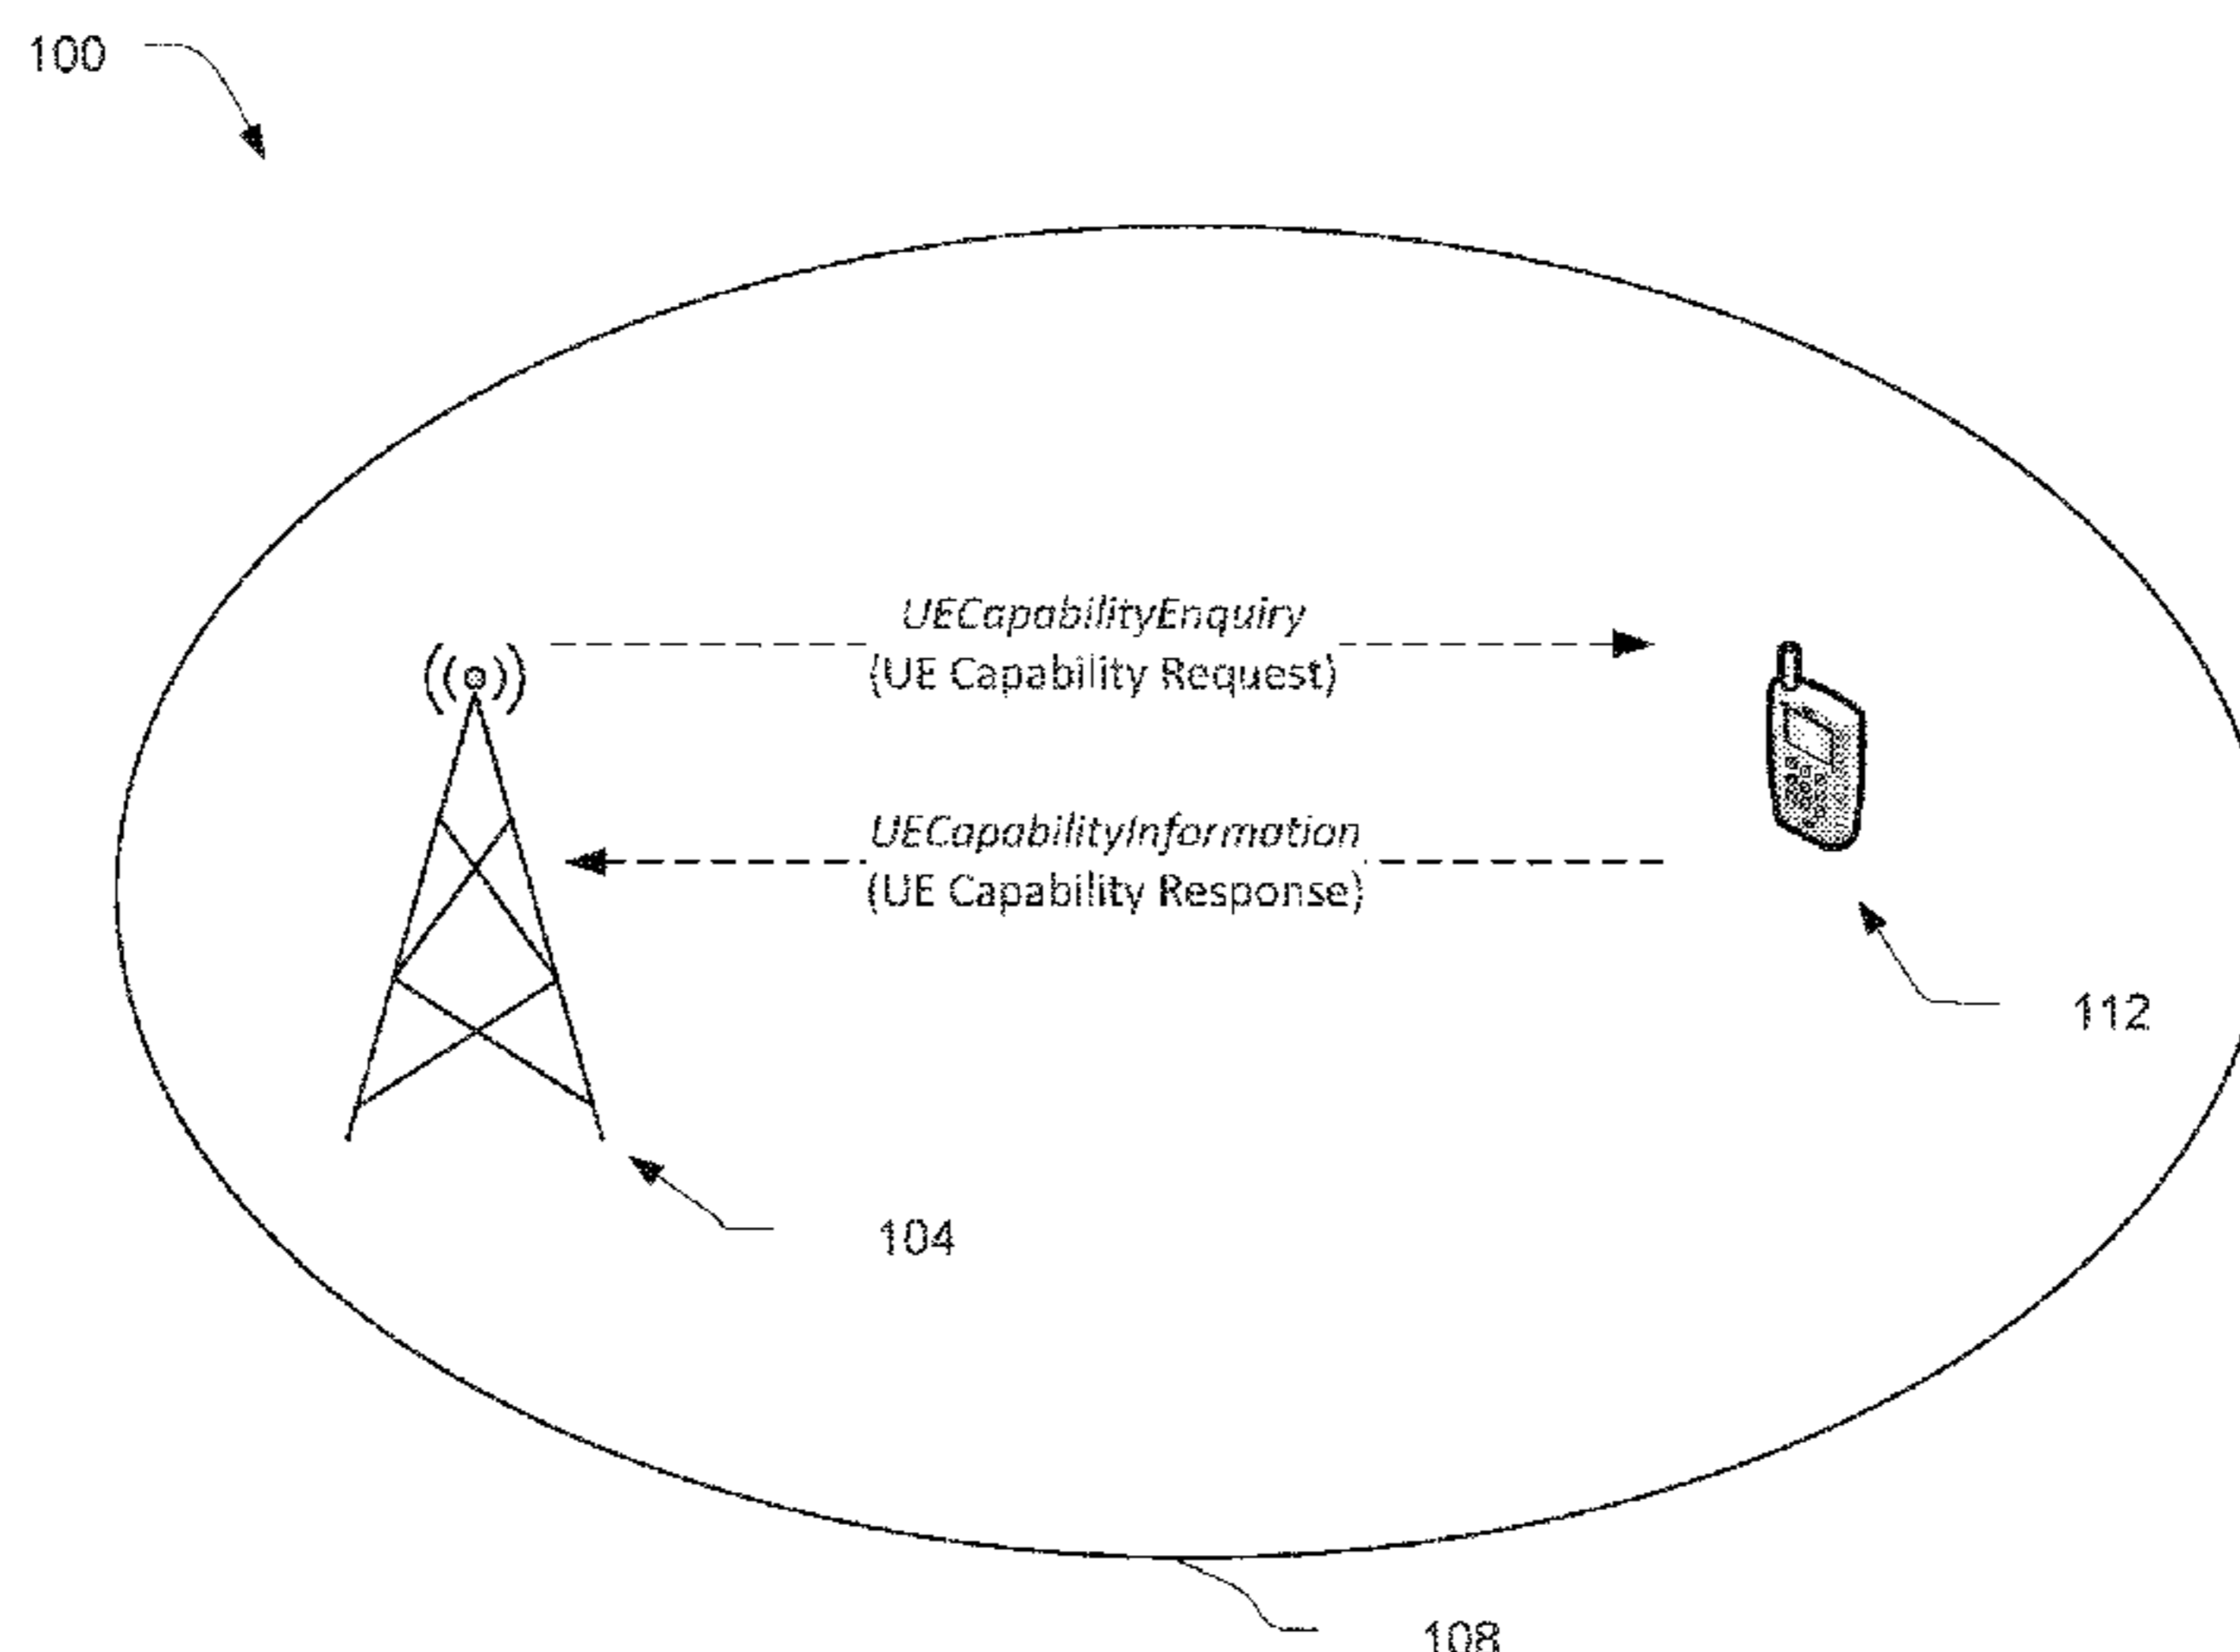 100
UECapabilityEnquiry
(UE Capability Request)
UECapabilityInformation
(UE Capability Response)
112
104
108